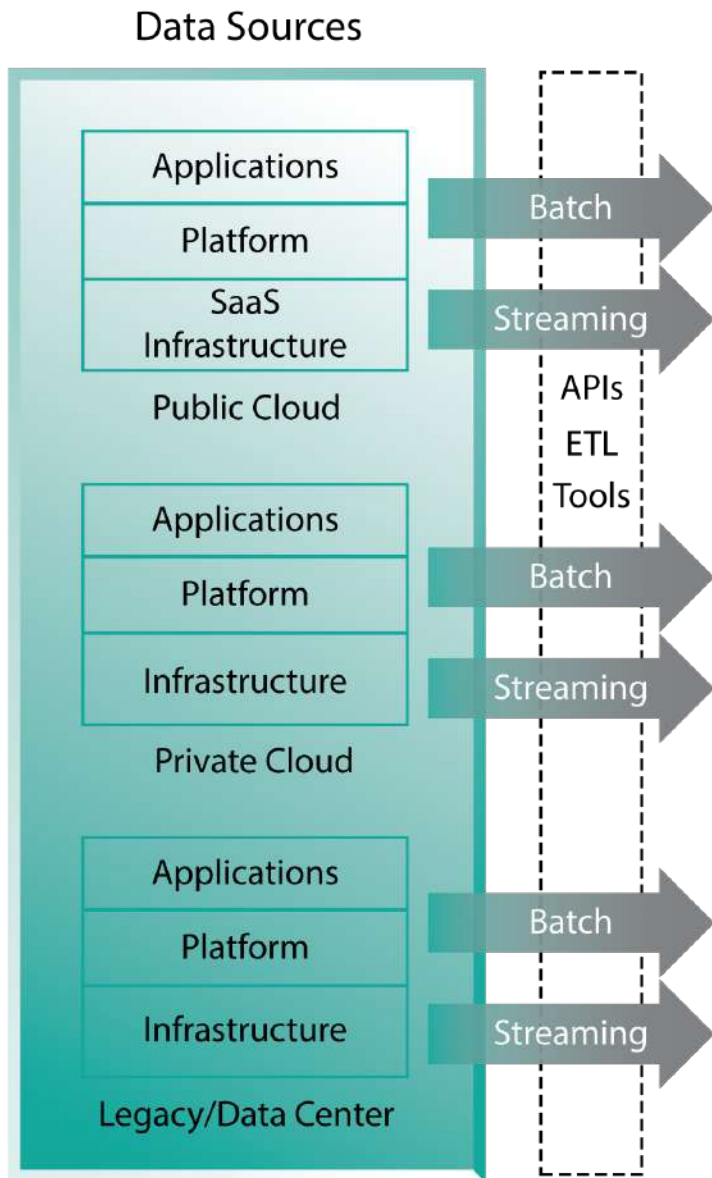 Data Sources
Applications
Platform
SaaS
Infrastructure
Public Cloud
Batch
Streaming
APIs
ETL
Tools
Applications
Platform
Infrastructure
Private Cloud
Batch
Streaming
Applications
Platform
Infrastructure
Legacy/Data Center
Batch
Streaming